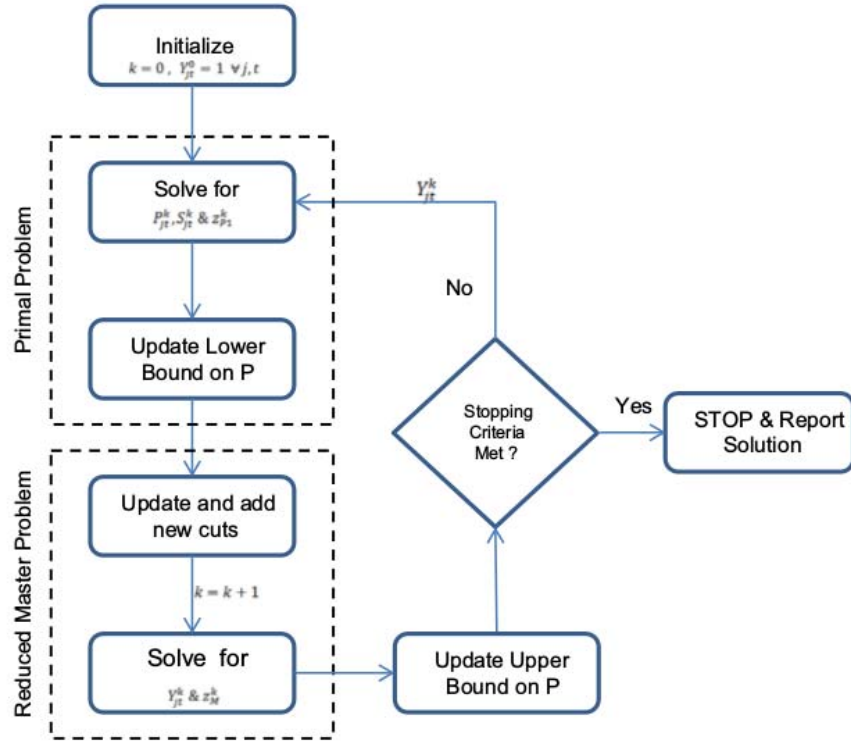 Initialize
k = 0 , Y⁰ⱼₜ = 1 ∀ j, t
Primal Problem
Solve for
Pᵏⱼₜ, Sᵏⱼₜ & zᵏₚ₁
Update Lower
Bound on P
Yᵏⱼₜ
No
Stopping
Criteria
Met ?
Yes
STOP & Report
Solution
Reduced Master Problem
Update and add
new cuts
k = k + 1
Solve for
Yᵏⱼₜ & zᵏ_M
Update Upper
Bound on P